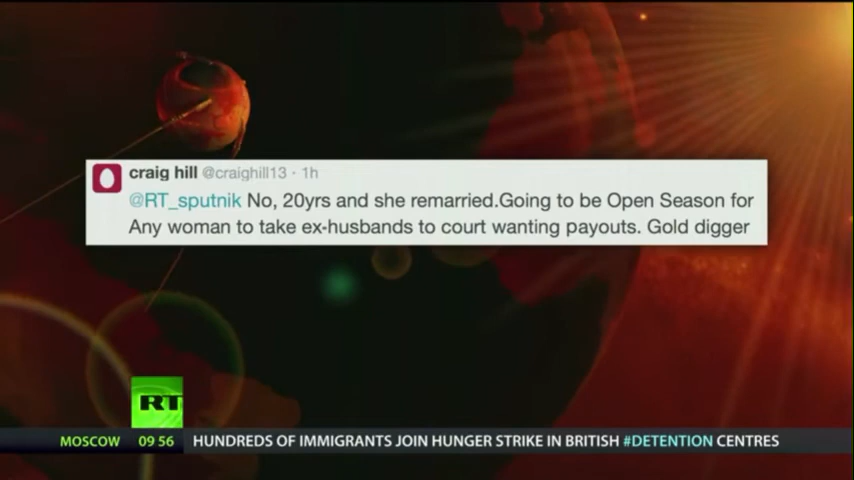 craig hill @craighill13 · 1h
@RT_sputnik No, 20yrs and she remarried.Going to be Open Season for
Any woman to take ex-husbands to court wanting payouts. Gold digger
RT
MOSCOW 09 56 HUNDREDS OF IMMIGRANTS JOIN HUNGER STRIKE IN BRITISH #DETENTION CENTRES